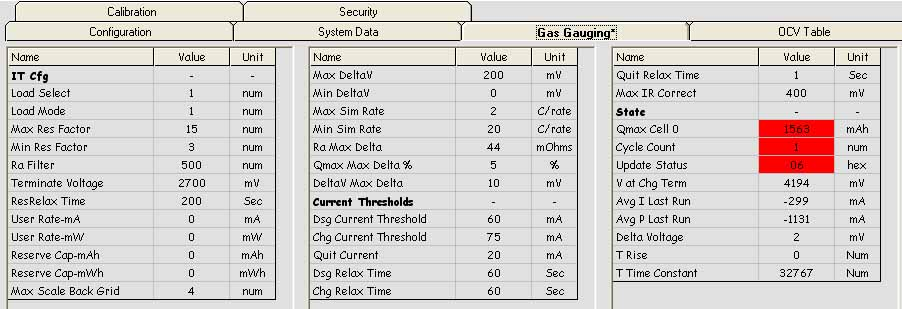 Calibration Security
Configuration System Data Gas Gauging* OCV Table
Name Value Unit
IT Cfg - -
Load Select 1 num
Load Mode 1 num
Max Res Factor 15 num
Min Res Factor 3 num
Ra Filter 500 num
Terminate Voltage 2700 mV
ResRelax Time 200 Sec
User Rate-mA 0 mA
User Rate-mW 0 mW
Reserve Cap-mAh 0 mAh
Reserve Cap-mWh 0 mWh
Max Scale Back Grid 4 num
Name Value Unit
Max DeltaV 200 mV
Min DeltaV 0 mV
Max Sim Rate 2 C/rate
Min Sim Rate 20 C/rate
Ra Max Delta 44 mOhms
Qmax Max Delta % 5 %
DeltaV Max Delta 10 mV
Current Thresholds - -
Dsg Current Threshold 60 mA
Chg Current Threshold 75 mA
Quit Current 20 mA
Dsg Relax Time 60 Sec
Chg Relax Time 60 Sec
Name Value Unit
Quit Relax Time 1 Sec
Max IR Correct 400 mV
State - -
Qmax Cell 0 1563 mAh
Cycle Count 1 num
Update Status 06 hex
V at Chg Term 4194 mV
Avg I Last Run -299 mA
Avg P Last Run -1131 mA
Delta Voltage 2 mV
T Rise 0 Num
T Time Constant 32767 Num